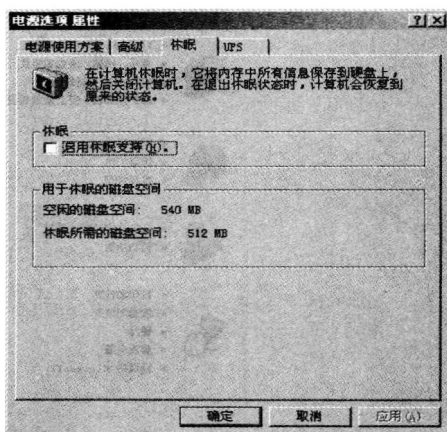 电源选项 属性
电源使用方案 高级 休眠 UPS
在计算机休眠时，它将内存中所有信息保存到硬盘上，
然后关闭计算机。在退出休眠状态时，计算机会恢复到
原来的状态。
休眠
启用休眠支持(H)。
用于休眠的磁盘空间
空闲的磁盘空间： 540 MB
休眠所需的磁盘空间： 512 MB
确定 取消 应用(A)